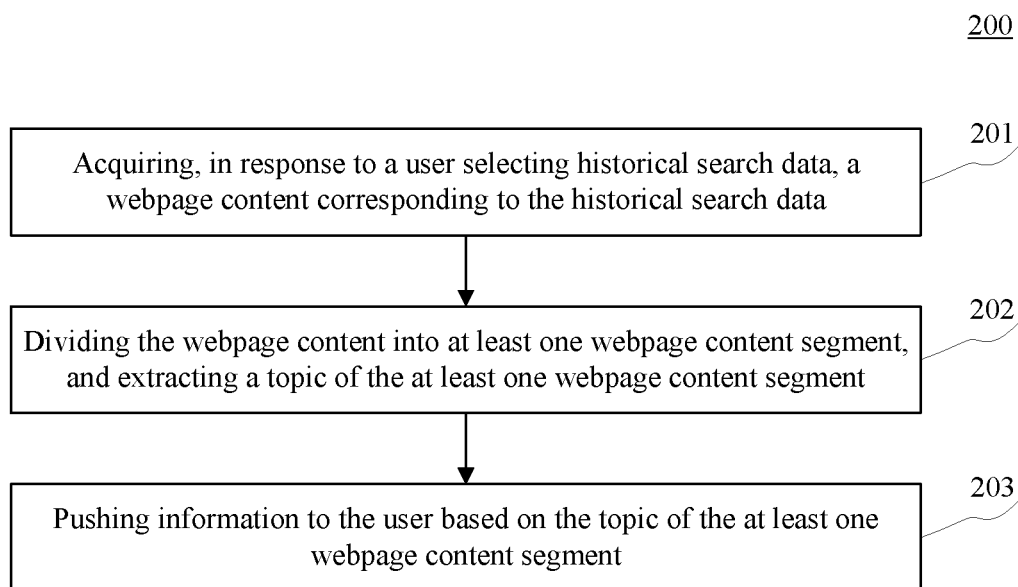 200
201
Acquiring, in response to a user selecting historical search data, a
webpage content corresponding to the historical search data
202
Dividing the webpage content into at least one webpage content segment,
and extracting a topic of the at least one webpage content segment
203
Pushing information to the user based on the topic of the at least one
webpage content segment